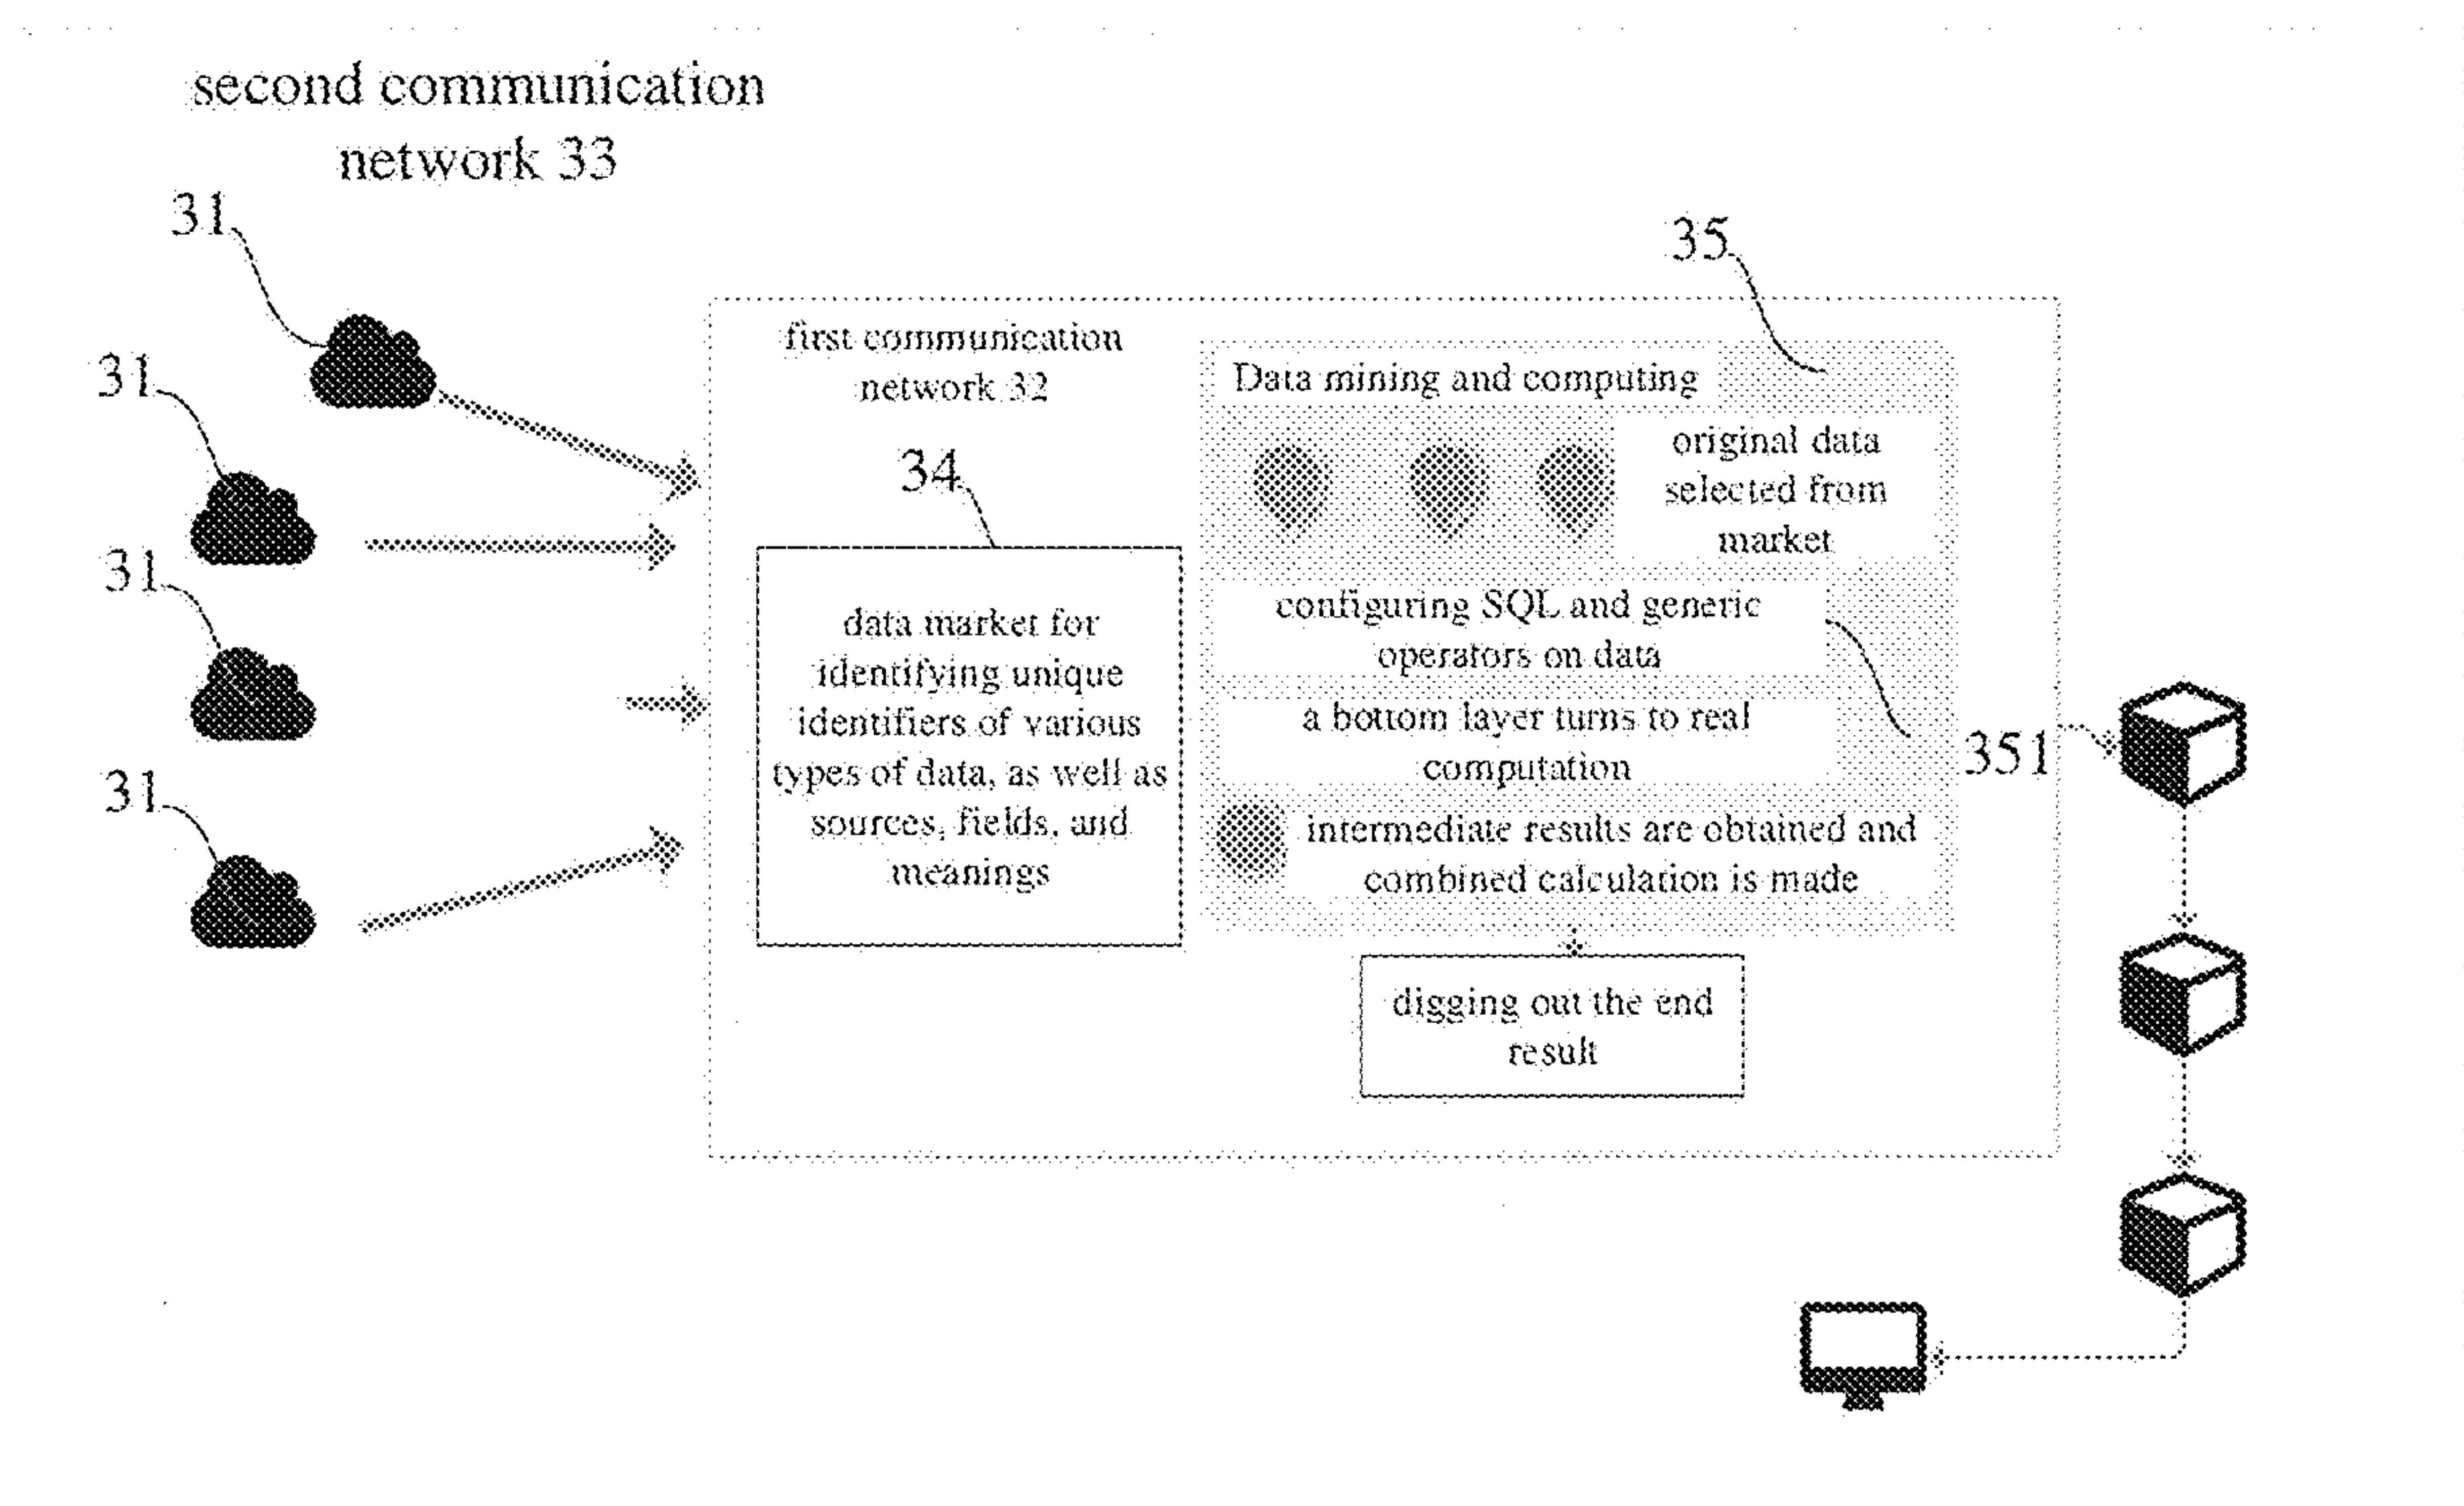 second communication
network 33
31
31
31
31
first communication
network 32
34
data market for
identifying unique
identifiers of various
types of data, as well as
sources, fields, and
meanings
35
Data mining and computing
original data
selected from
market
configuring SQL and generic
operators on data
a bottom layer turns to real
computation
351
intermediate results are obtained and
combined calculation is made
digging out the end
result